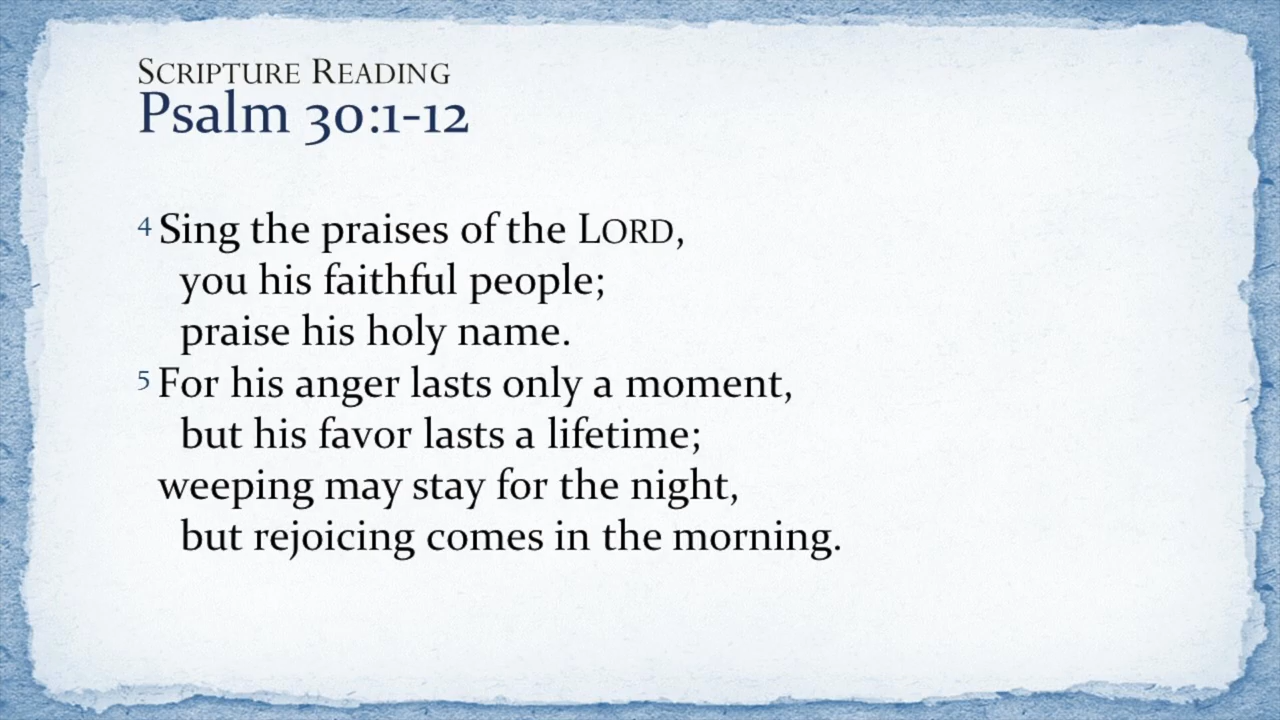 SCRIPTURE READING
Psalm 30:1-12
4 Sing the praises of the LORD,
you his faithful people;
praise his holy name.
5 For his anger lasts only a moment,
but his favor lasts a lifetime;
weeping may stay for the night,
but rejoicing comes in the morning.